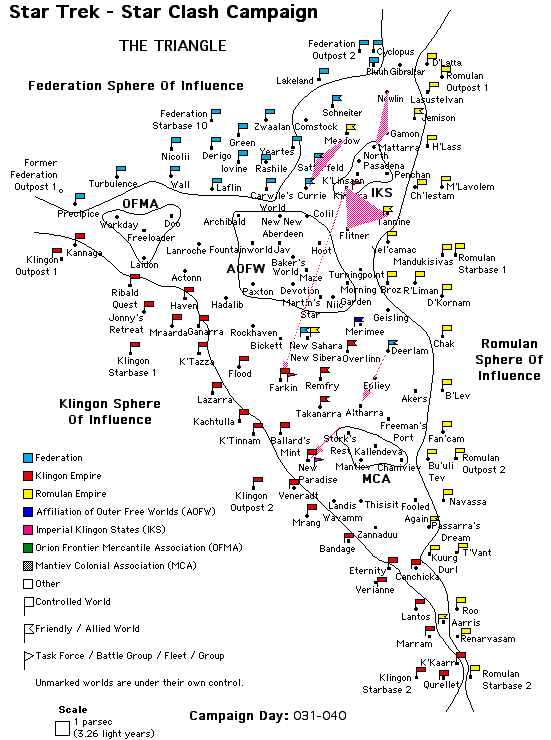 Star Trek - Star Clash Campaign
THE TRIANGLE
Federation
Outpost 2
Cyclopus
D'Latta
Pluuh
Gibraltar
Romulan
Outpost 1
Federation Sphere Of Influence
Lakeland
Newlin
Lasustelvan
Schneiter
Jemison
Federation
Starbase 10
Zwaalan
Comstock
Meadow
Gamon
Green
H'Lass
Nicolii
Derigo
Yeartes
Mattarra
North
Pasadena
Former
Federation
Outpost 1
Iovine
Rashile
K'Linsen
Penchan
Turbulence
Wall
Laflin
Carwyle's
World
Currie
IKS
Ch'lestam
M'Lavolem
Precipice
OFMA
Workday
Doo
Archibald
New New
Aberdeen
Colil
Tannine
Freeloader
Flitner
Kannaga
Klingon
Outpost 1
Laidon
Lanroche
Fountainworld
Jav
Hoot
Yel'camac
Mandukisivas
Romulan
Starbase 1
AOFW
Baker's
World
Maze
Turningpoint
Actonn
Ribald
Quest
Haven
Hadalib
Paxton
Devotion
Martin's
Star
Niic
Morning
Garden
Broz
R'Liman
D'Kornam
Jonny's
Retreat
Mraarda
Ganarra
Rockhaven
Merimee
Geisling
Chak
Klingon
Starbase 1
K'Tazza
Bickett
New Sahara
New Siberia
Overlinn
Deerlam
Romulan
Sphere Of
Influence
Flood
Farkin
Remfry
Euliey
Lazarra
Takanarra
Altharra
Akers
B'Lev
Klingon Sphere
Of Influence
Kachtulla
K'Tinnam
Ballard's
Mint
Stork's
Rest
Freeman's
Port
Fan'cam
Kallendeva
New
Paradise
Mantiev
Chamviev
Bu'uli
Tev
Romulan
Outpost 2
MCA
Federation
Klingon Empire
Romulan Empire
Affiliation of Outer Free Worlds (AOFW)
Imperial Klingon States (IKS)
Orion Frontier Mercantile Association (OFMA)
Mantiev Colonial Association (MCA)
Other
Controlled World
Friendly / Allied World
Task Force / Battle Group / Fleet / Group
Unmarked worlds are under their own control.
Klingon
Outpost 2
Veneradt
Landis
Thisisit
Fooled
Again
Navassa
Mrang
Wavamm
Zannaduu
Passarra's
Dream
Bandage
Kuurg
Durl
T'Vant
Eternity
Canchicka
Verianne
Lantos
Roo
Aarris
Marram
Renarvasam
K'Kaarr
Klingon
Starbase 2
Qurellet
Romulan
Starbase 2
Scale
1 parsec
(3.26 light years)
Campaign Day: 031-040